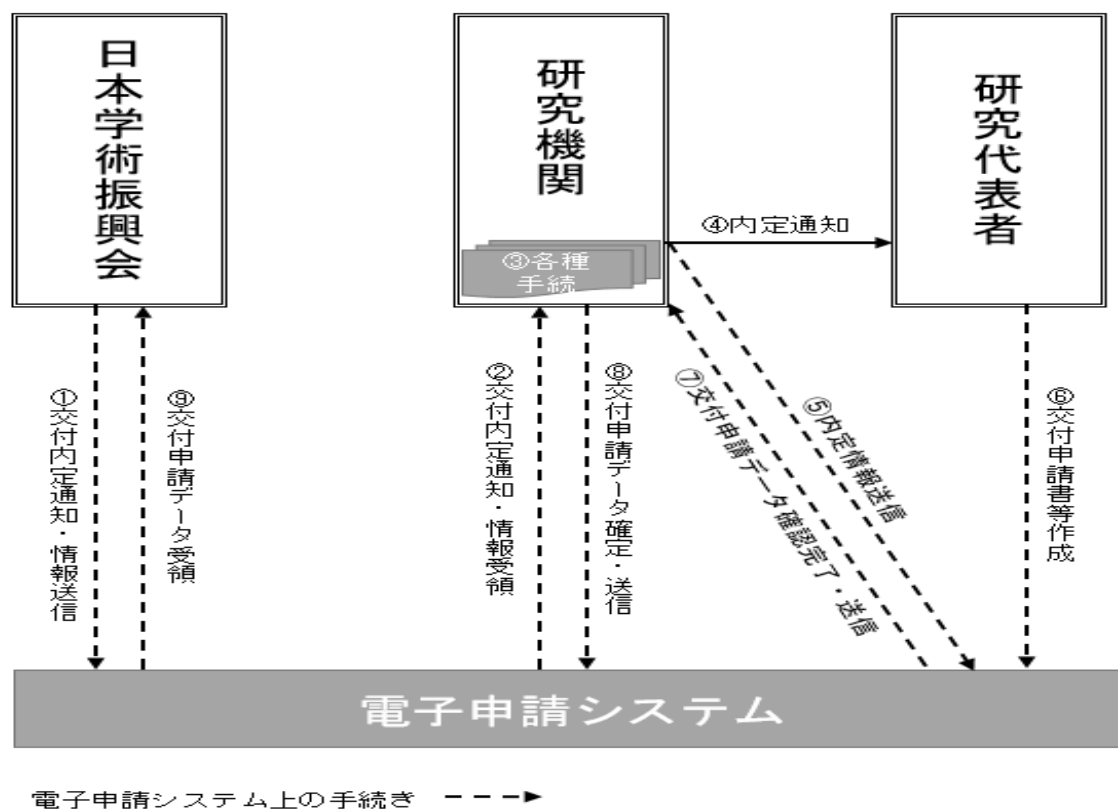 日本学術振興会
研究機関
研究代表者
④内定通知
③各種
手続
①交付内定通知・情報送信
⑨交付申請データ受領
②交付内定通知・情報受領
⑧交付申請データ確定・送信
⑦交付申請データ確認完了・送信
⑤内定情報送信
⑥交付申請書等作成
電子申請システム
電子申請システム上の手続き